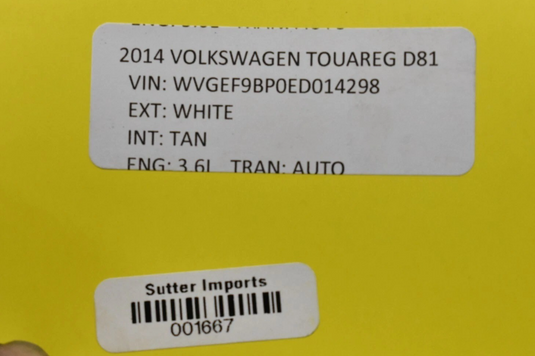 2014 VOLKSWAGEN TOUAREG D81
VIN: WVGEF9BP0ED014298
EXT: WHITE
INT: TAN
ENG: 3.6L TRAN: AUTO
Sutter Imports
001667